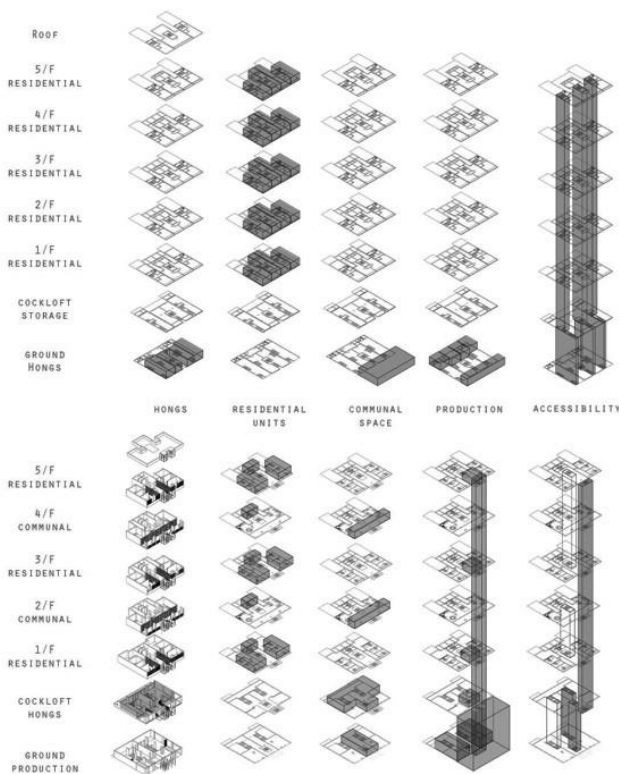 ROOF
5/F
RESIDENTIAL
4/F
RESIDENTIAL
3/F
RESIDENTIAL
2/F
RESIDENTIAL
1/F
RESIDENTIAL
COCKLOFT
STORAGE
GROUND
HONGS
HONGS
RESIDENTIAL
UNITS
COMMUNAL
SPACE
PRODUCTION
ACCESSIBILITY
5/F
RESIDENTIAL
4/F
COMMUNAL
3/F
RESIDENTIAL
2/F
COMMUNAL
1/F
RESIDENTIAL
COCKLOFT
HONGS
GROUND
PRODUCTION